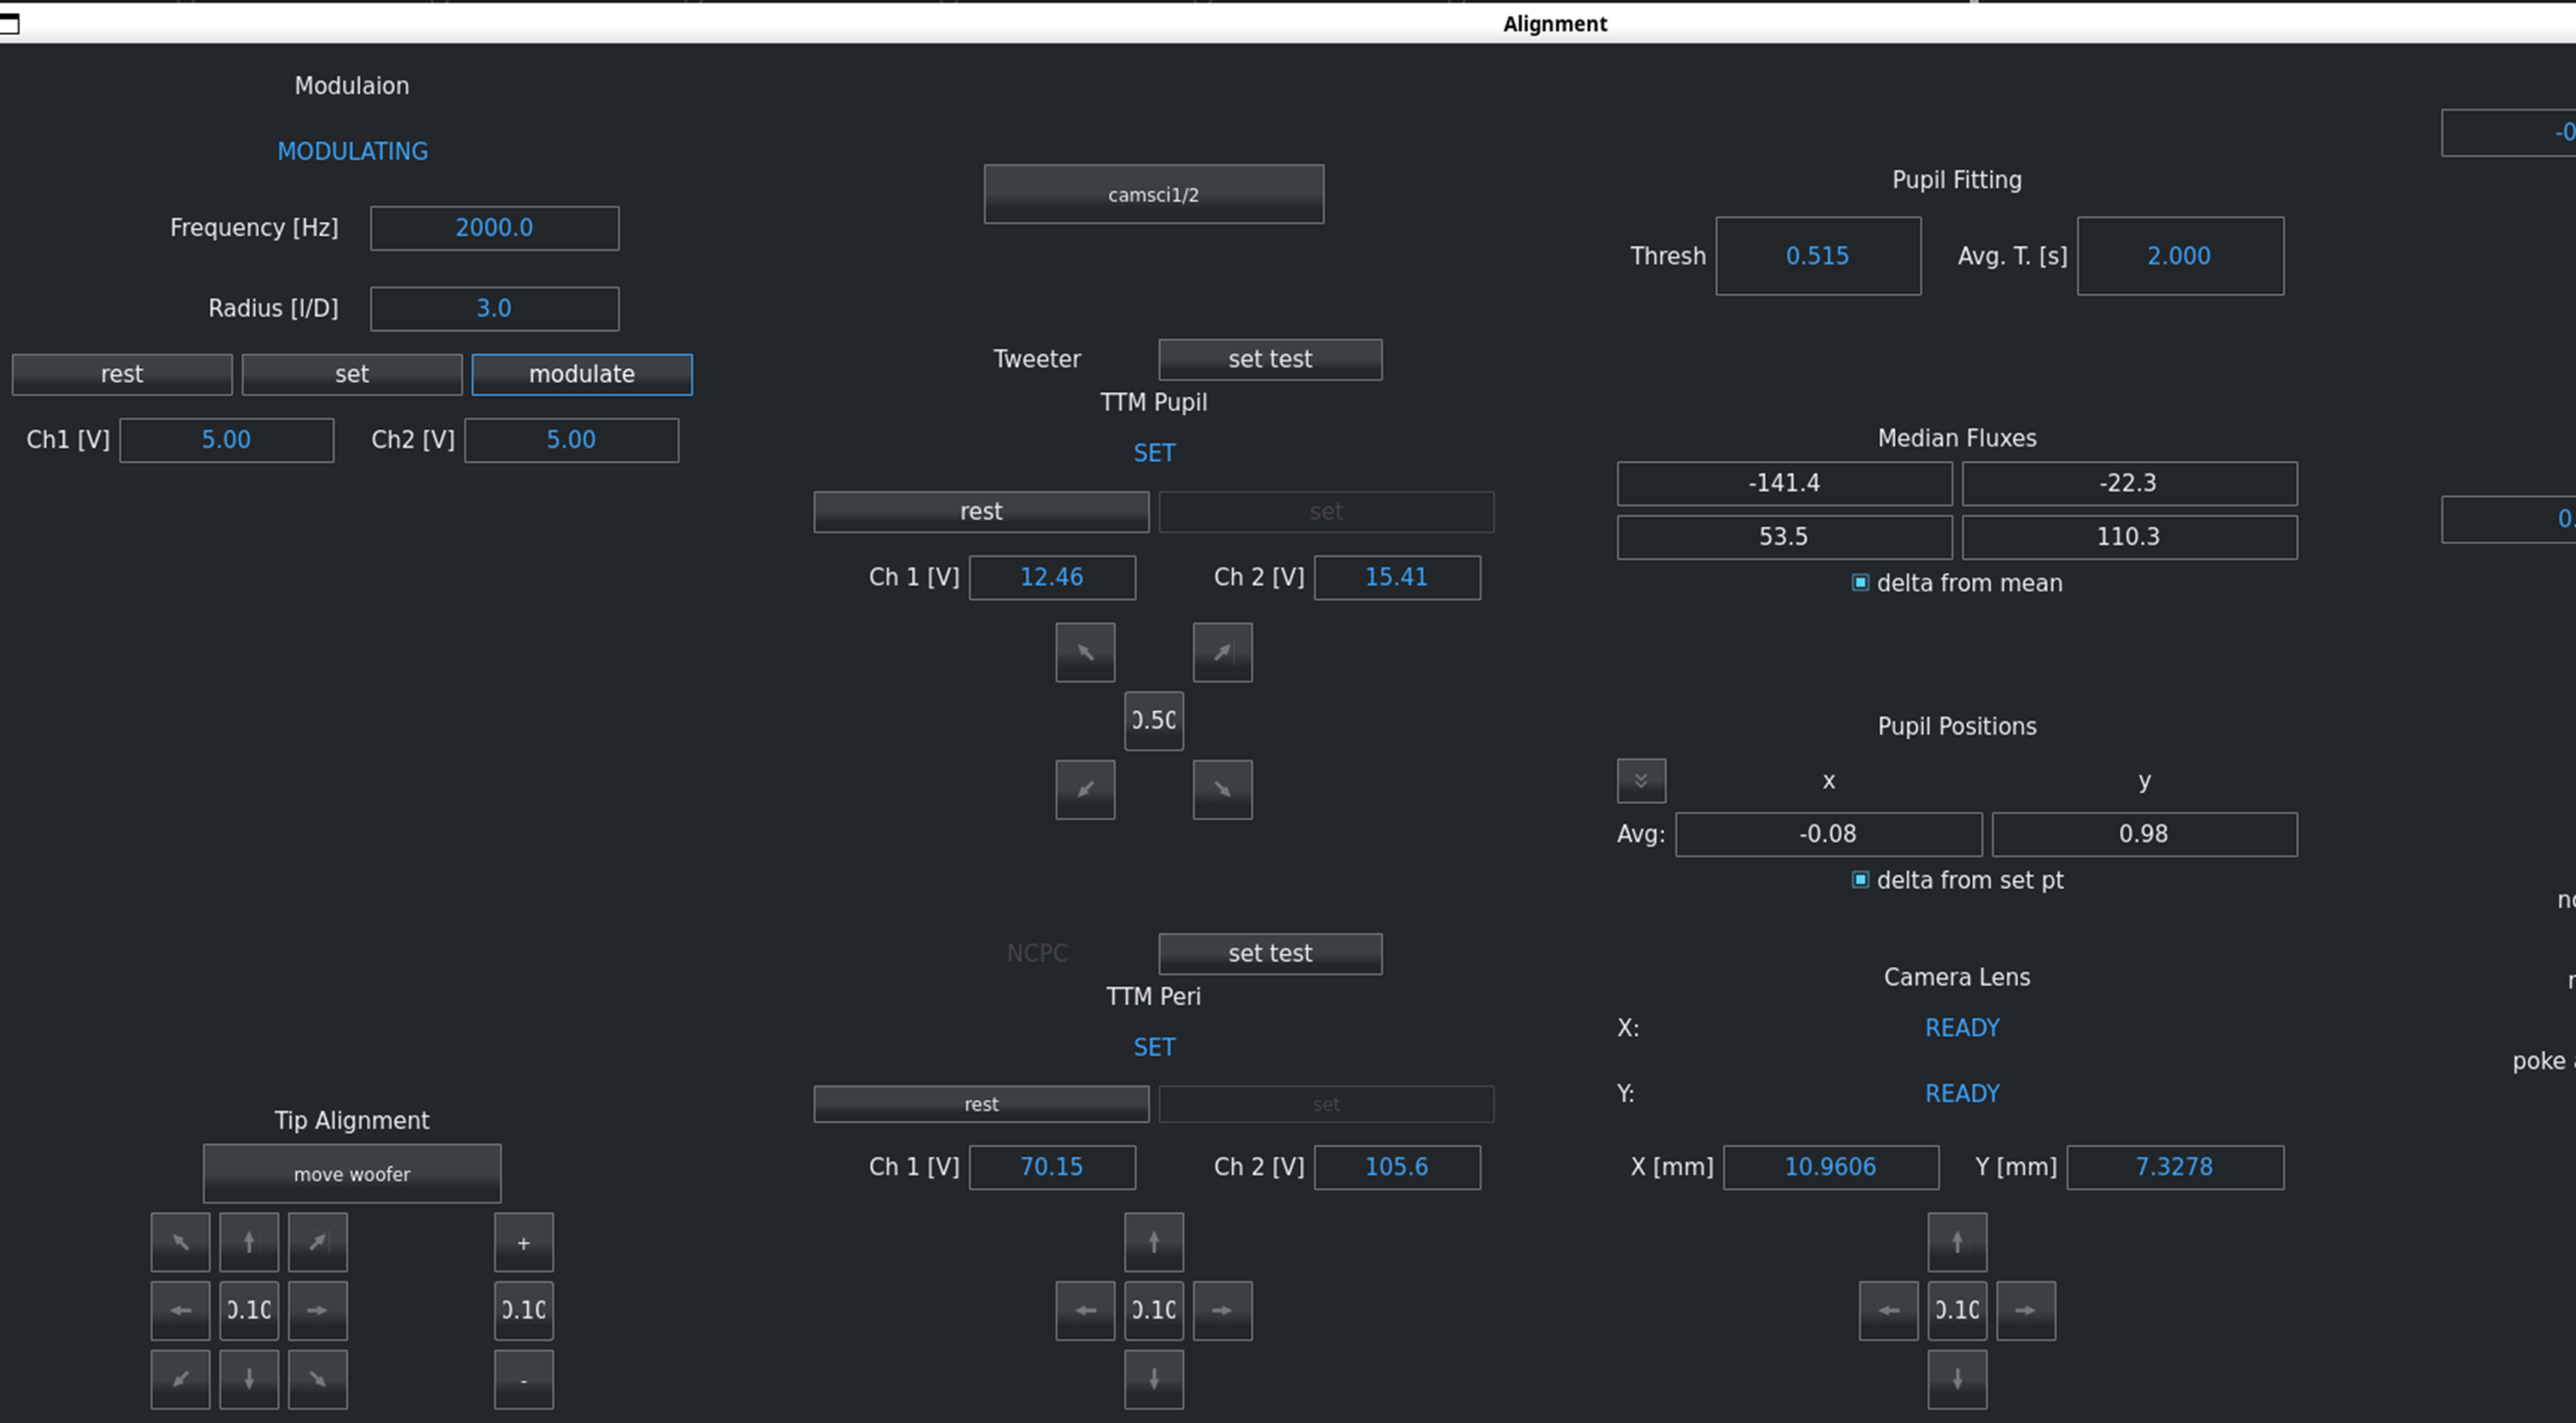 Alignment
Modulaion
MODULATING
Frequency [Hz] 2000.0
Radius [l/D] 3.0
rest set modulate
Ch1 [V] 5.00 Ch2 [V] 5.00
Tip Alignment
move woofer
+
0.10 0.10
-
camsci1/2
Tweeter set test
TTM Pupil
SET
rest set
Ch 1 [V] 12.46 Ch 2 [V] 15.41
0.50
NCPC set test
TTM Peri
SET
rest set
Ch 1 [V] 70.15 Ch 2 [V] 105.6
0.10
Pupil Fitting
Thresh 0.515 Avg. T. [s] 2.000
Median Fluxes
-141.4 -22.3
53.5 110.3
delta from mean
Pupil Positions
x y
Avg: -0.08 0.98
delta from set pt
Camera Lens
X: READY
Y: READY
X [mm] 10.9606 Y [mm] 7.3278
0.10
-0
0.
poke